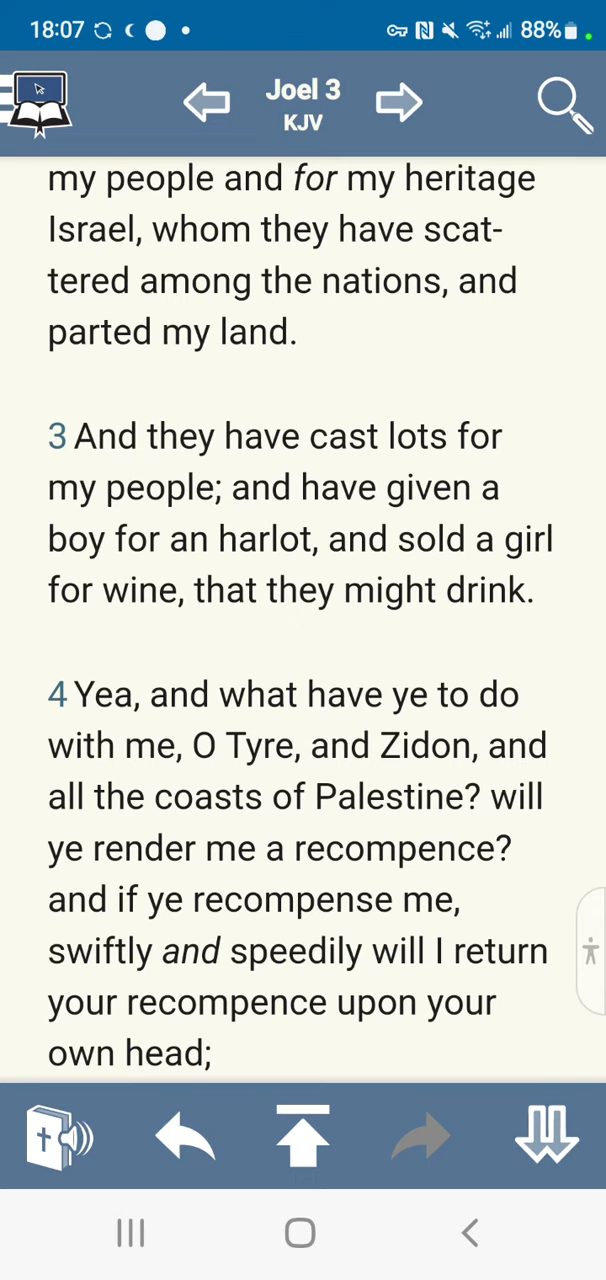 18:07
88%
Joel 3
KJV
my people and for my heritage
Israel, whom they have scat-
tered among the nations, and
parted my land.
3 And they have cast lots for
my people; and have given a
boy for an harlot, and sold a girl
for wine, that they might drink.
4 Yea, and what have ye to do
with me, O Tyre, and Zidon, and
all the coasts of Palestine? will
ye render me a recompence?
and if ye recompense me,
swiftly and speedily will I return
your recompence upon your
own head;